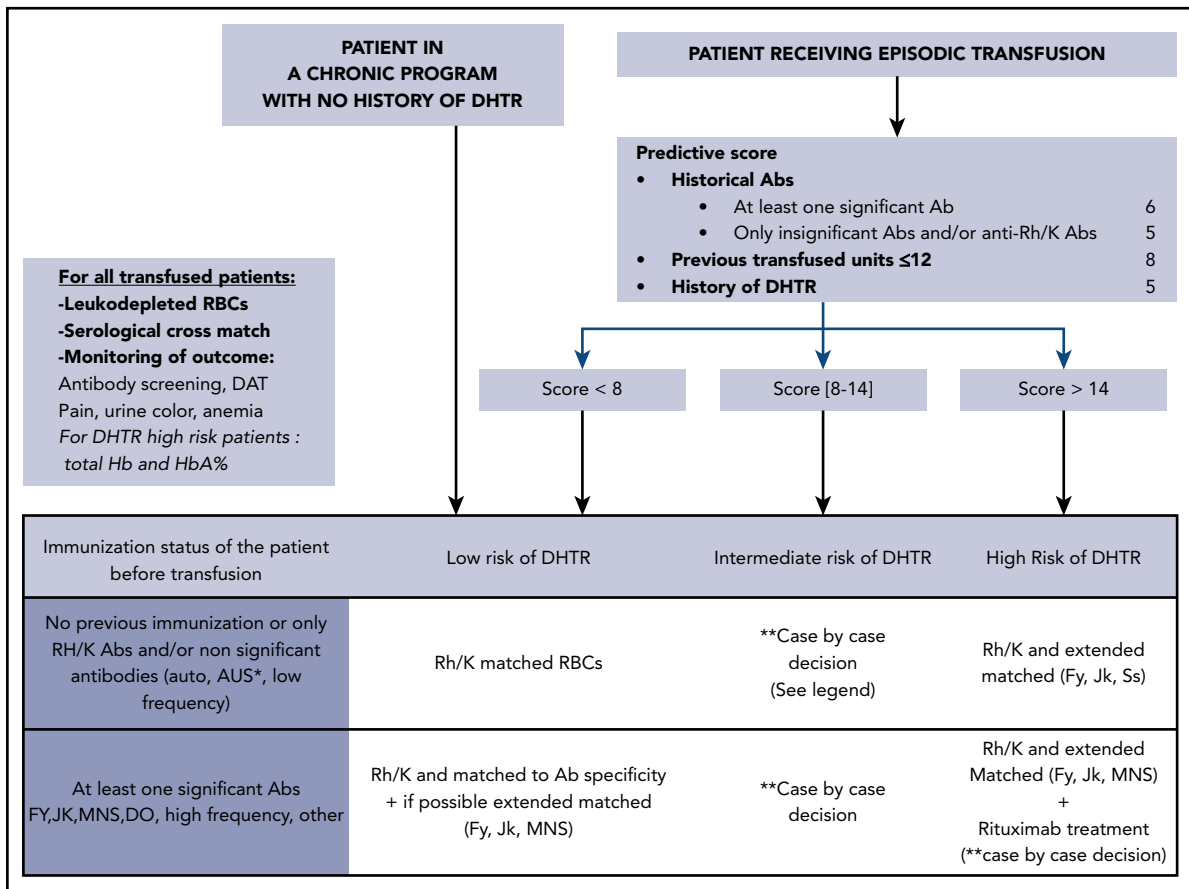 PATIENT IN
A CHRONIC PROGRAM
WITH NO HISTORY OF DHTR
PATIENT RECEIVING EPISODIC TRANSFUSION
Predictive score
• Historical Abs
• At least one significant Ab 6
• Only insignificant Abs and/or anti-Rh/K Abs 5
• Previous transfused units ≤12 8
• History of DHTR 5
For all transfused patients:
-Leukodepleted RBCs
-Serological cross match
-Monitoring of outcome:
Antibody screening, DAT
Pain, urine color, anemia
For DHTR high risk patients :
total Hb and HbA%
Score < 8
Score [8-14]
Score > 14
Immunization status of the patient
before transfusion
Low risk of DHTR
Intermediate risk of DHTR
High Risk of DHTR
No previous immunization or only
RH/K Abs and/or non significant
antibodies (auto, AUS*, low
frequency)
Rh/K matched RBCs
**Case by case
decision
(See legend)
Rh/K and extended
matched (Fy, Jk, Ss)
At least one significant Abs
FY,JK,MNS,DO, high frequency, other
Rh/K and matched to Ab specificity
+ if possible extended matched
(Fy, Jk, MNS)
**Case by case
decision
Rh/K and extended
Matched (Fy, Jk, MNS)
+
Rituximab treatment
(**case by case decision)